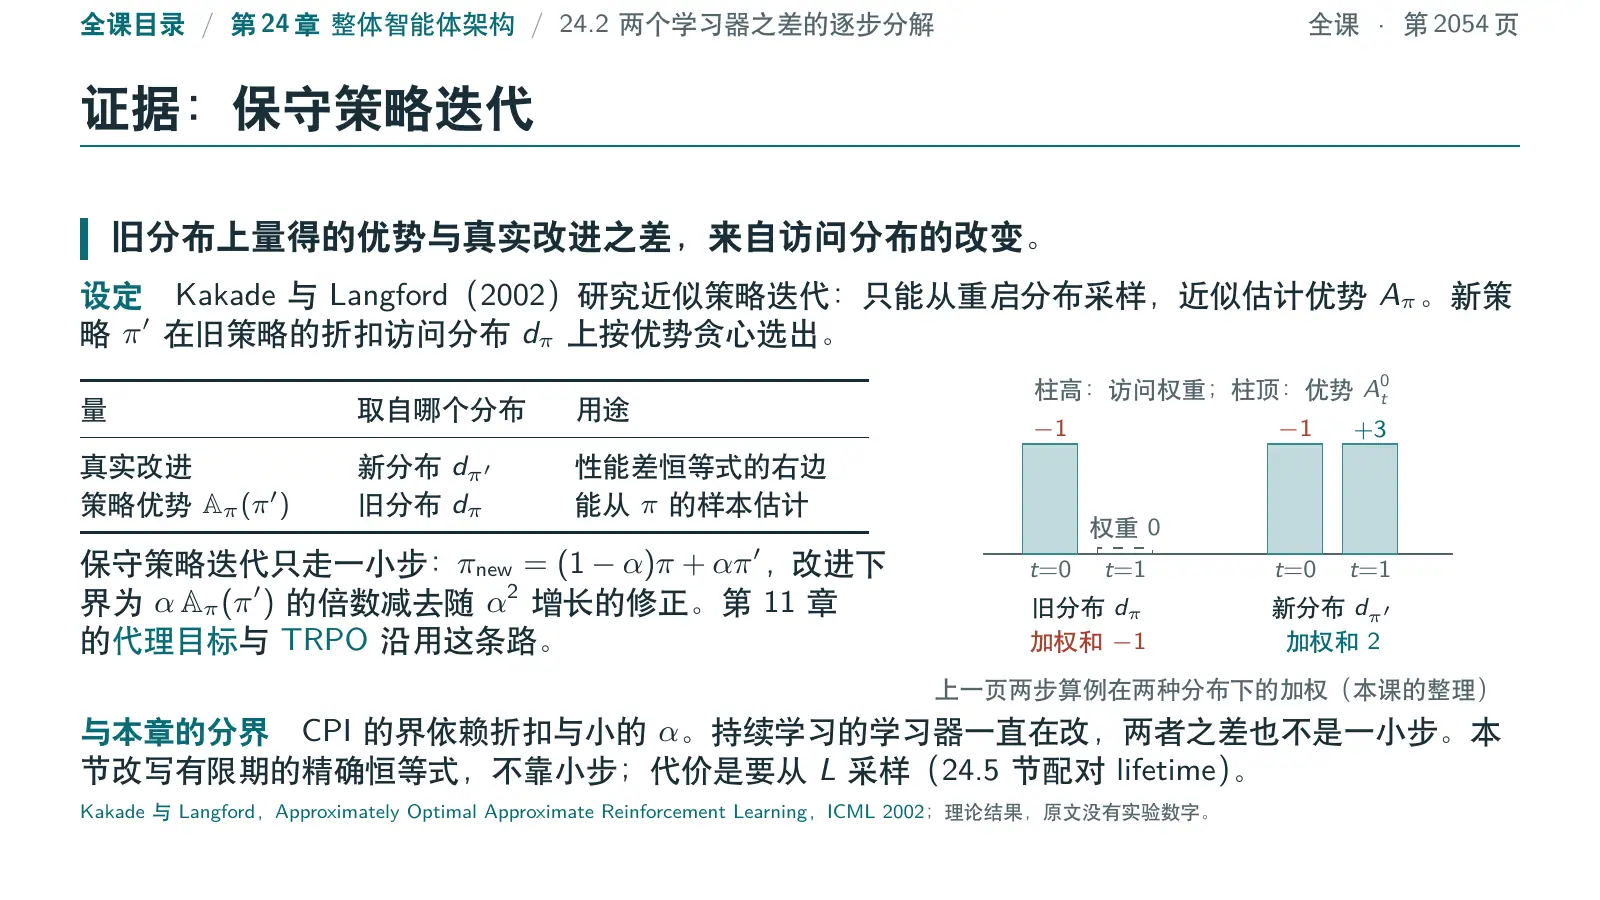 全课目录 / 第 24 章 整体智能体架构 / 24.2 两个学习器之差的逐步分解
全课 · 第 2054 页
证据：保守策略迭代
旧分布上量得的优势与真实改进之差，来自访问分布的改变。
设定 Kakade 与 Langford（2002）研究近似策略迭代：只能从重启分布采样，近似估计优势 Aπ。新策
略 π′ 在旧策略的折扣访问分布 dπ 上按优势贪心选出。
量 取自哪个分布 用途
真实改进 新分布 dπ′ 性能差恒等式的右边
策略优势 𝔸π(π′) 旧分布 dπ 能从 π 的样本估计
保守策略迭代只走一小步：πnew = (1 − α)π + απ′，改进下
界为 α 𝔸π(π′) 的倍数减去随 α² 增长的修正。第 11 章
的代理目标与 TRPO 沿用这条路。
柱高：访问权重；柱顶：优势 A⁰ₜ
−1 −1 +3
权重 0
t=0 t=1 t=0 t=1
旧分布 dπ 新分布 dπ′
加权和 −1 加权和 2
上一页两步算例在两种分布下的加权（本课的整理）
与本章的分界 CPI 的界依赖折扣与小的 α。持续学习的学习器一直在改，两者之差也不是一小步。本
节改写有限期的精确恒等式，不靠小步；代价是要从 L 采样（24.5 节配对 lifetime）。
Kakade 与 Langford，Approximately Optimal Approximate Reinforcement Learning，ICML 2002；理论结果，原文没有实验数字。